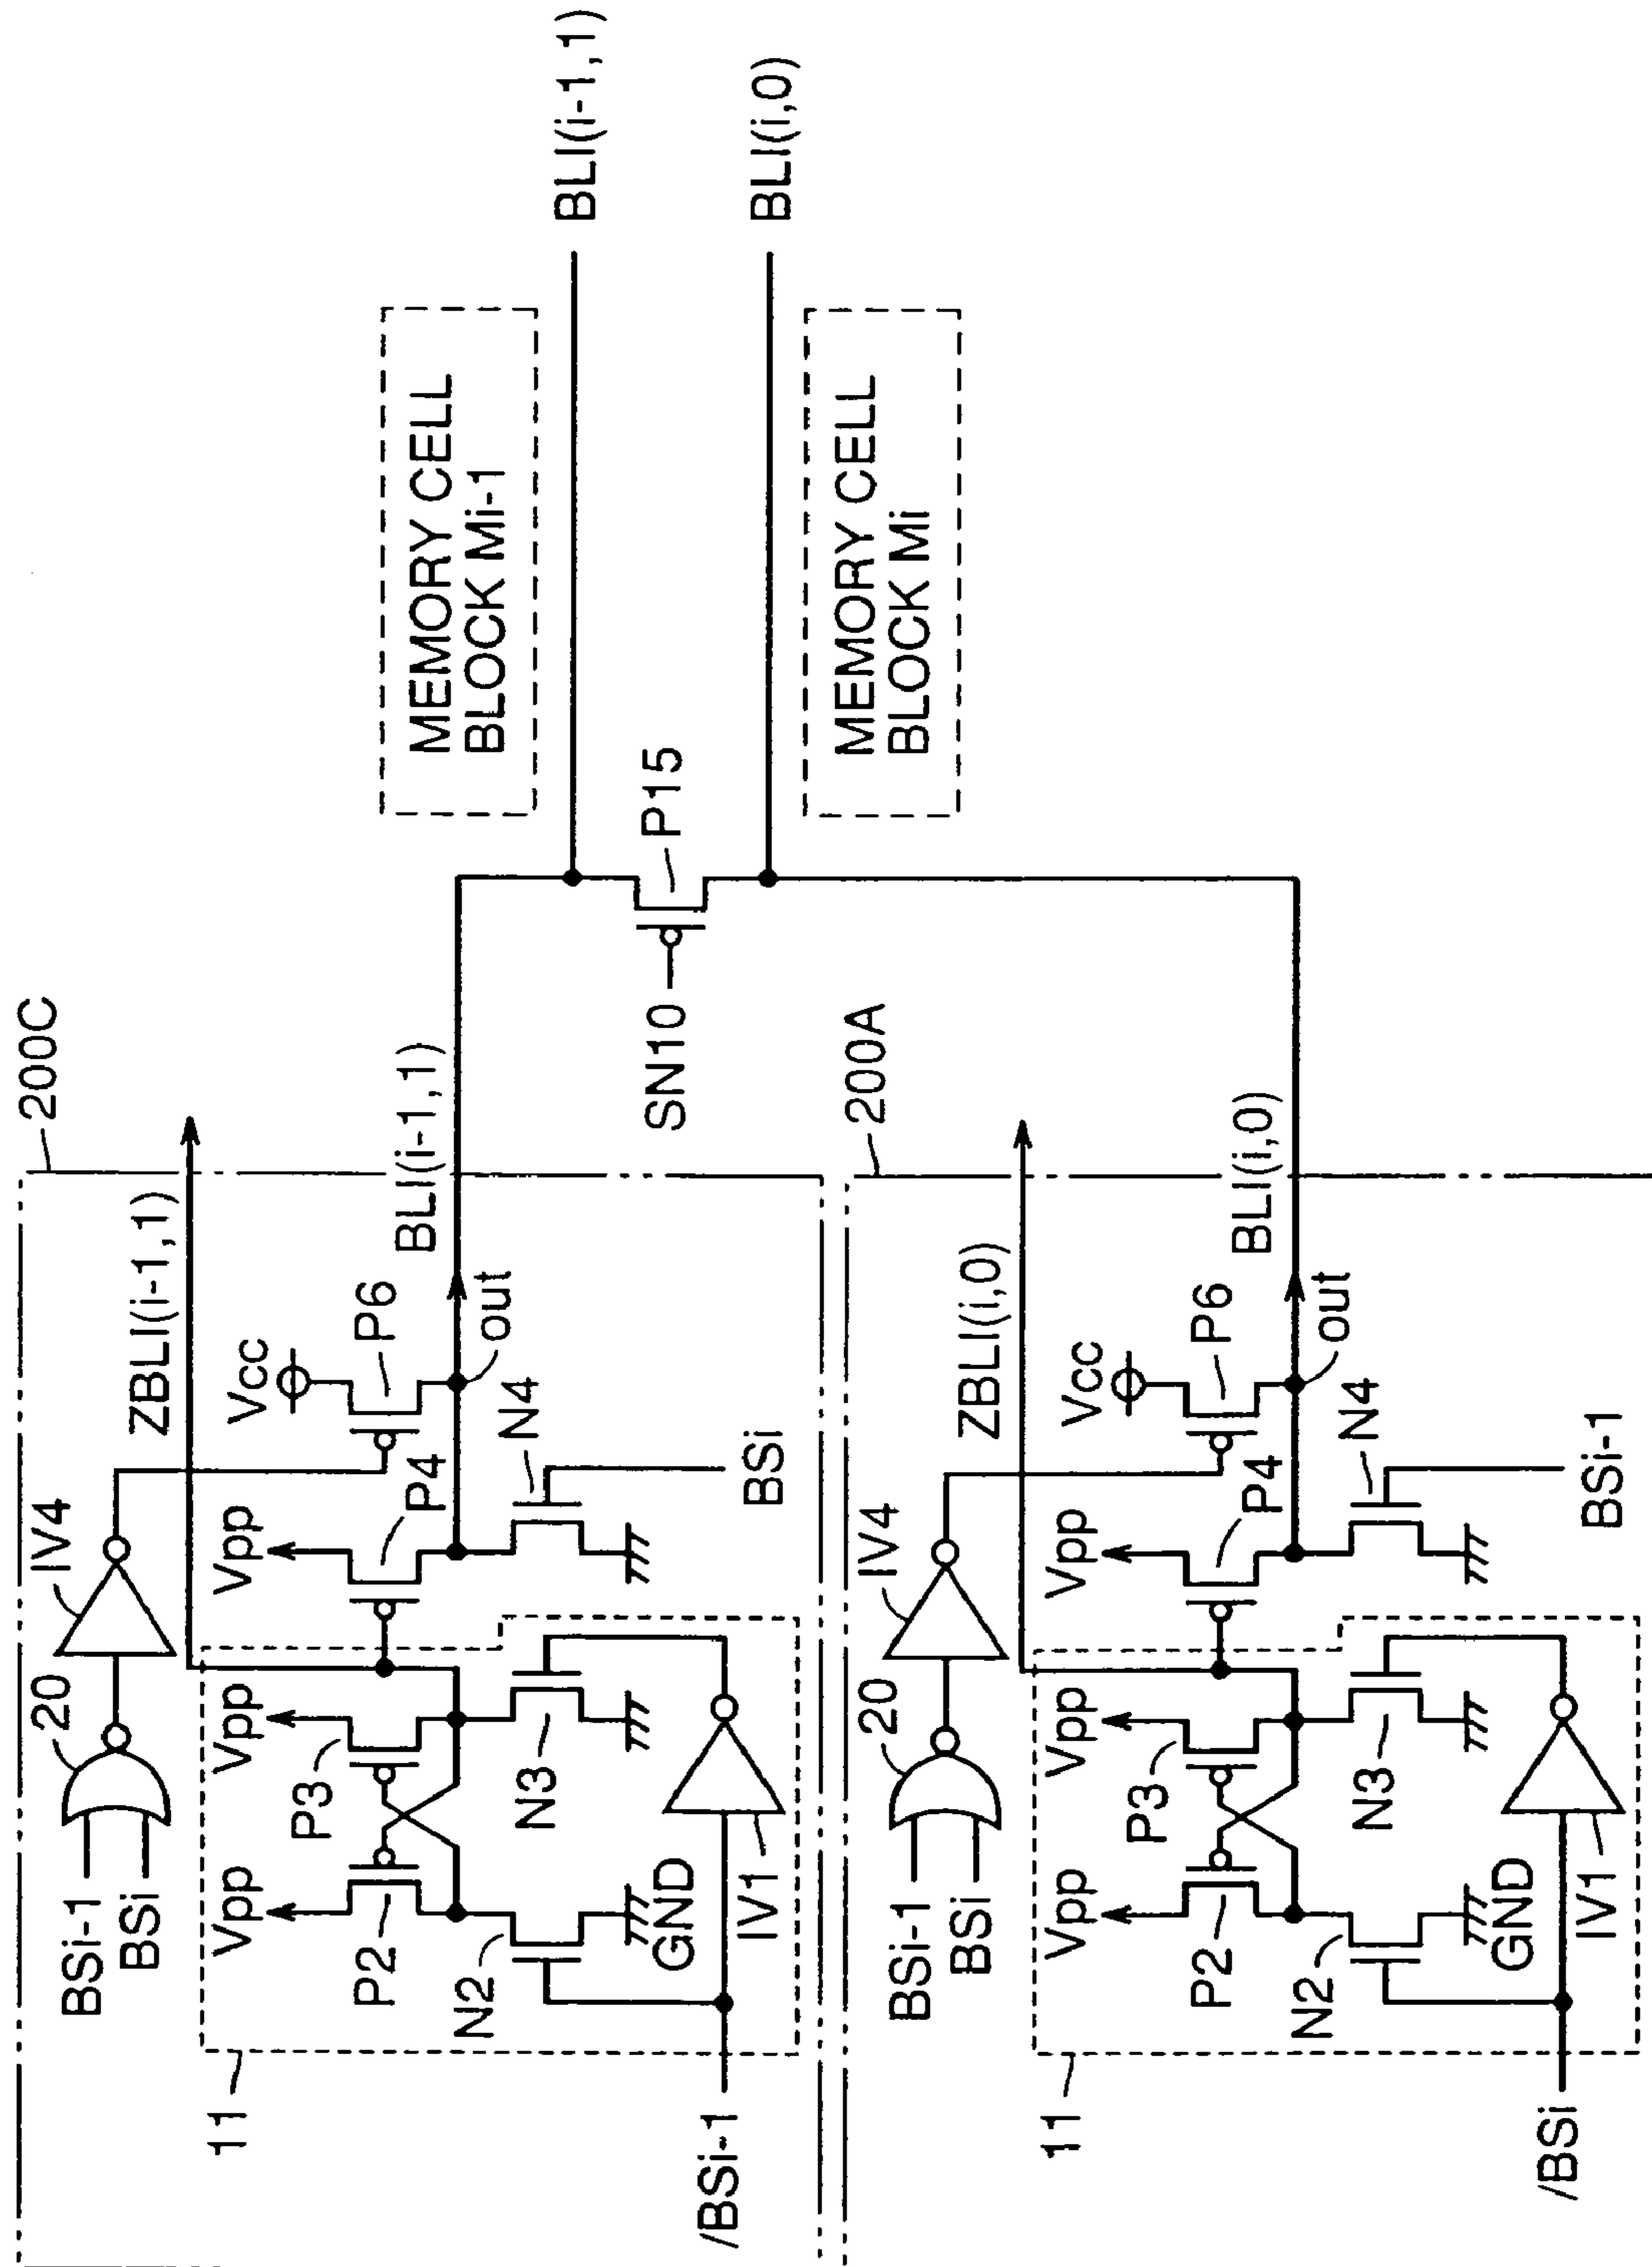 200C
BSi-1
BSi
20
IV4
ZBLI(i-1,1)
11
Vpp
P2
P3
Vpp
Vpp
P4
Vcc
P6
BLI(i-1,1)
out
N2
GND
N3
N4
IV1
BSi
/BSi-1
SN10
P15
MEMORY CELL
BLOCK Mi-1
BLI(i-1,1)
BLI(i,0)
MEMORY CELL
BLOCK Mi
200A
BSi-1
BSi
20
IV4
ZBLI(i,0)
11
Vpp
P2
P3
Vpp
Vpp
P4
Vcc
P6
BLI(i,0)
out
N2
GND
N3
N4
IV1
BSi-1
/BSi